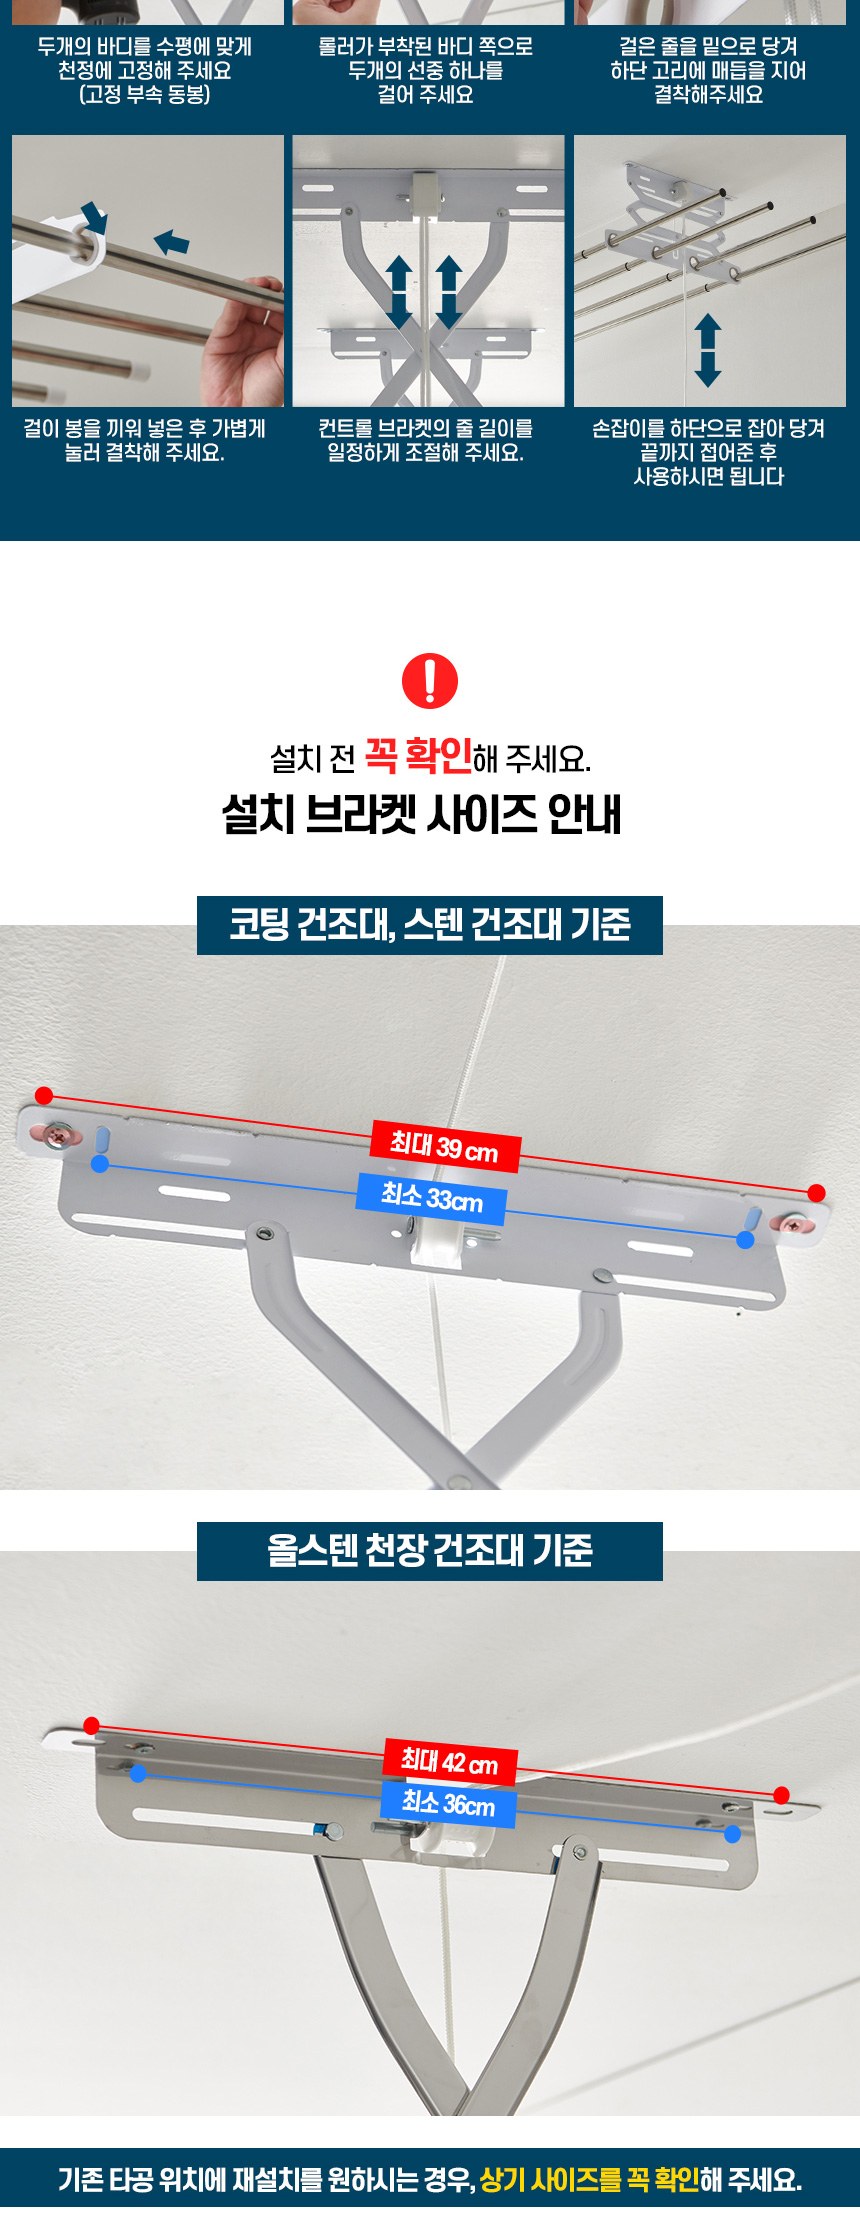 두개의 바디를 수평에 맞게
천정에 고정해 주세요
(고정 부속 동봉)
롤러가 부착된 바디 쪽으로
두개의 선중 하나를
걸어 주세요
걸은 줄을 밑으로 당겨
하단 고리에 매듭을 지어
결착해주세요
걸이 봉을 끼워 넣은 후 가볍게
눌러 결착해 주세요.
컨트롤 브라켓의 줄 길이를
일정하게 조절해 주세요.
손잡이를 하단으로 잡아 당겨
끝까지 접어준 후
사용하시면 됩니다
설치 전 꼭 확인해 주세요.
설치 브라켓 사이즈 안내
코팅 건조대, 스텐 건조대 기준
최대 39 cm
최소 33cm
올스텐 천장 건조대 기준
최대 42 cm
최소 36cm
기존 타공 위치에 재설치를 원하시는 경우, 상기 사이즈를 꼭 확인해 주세요.